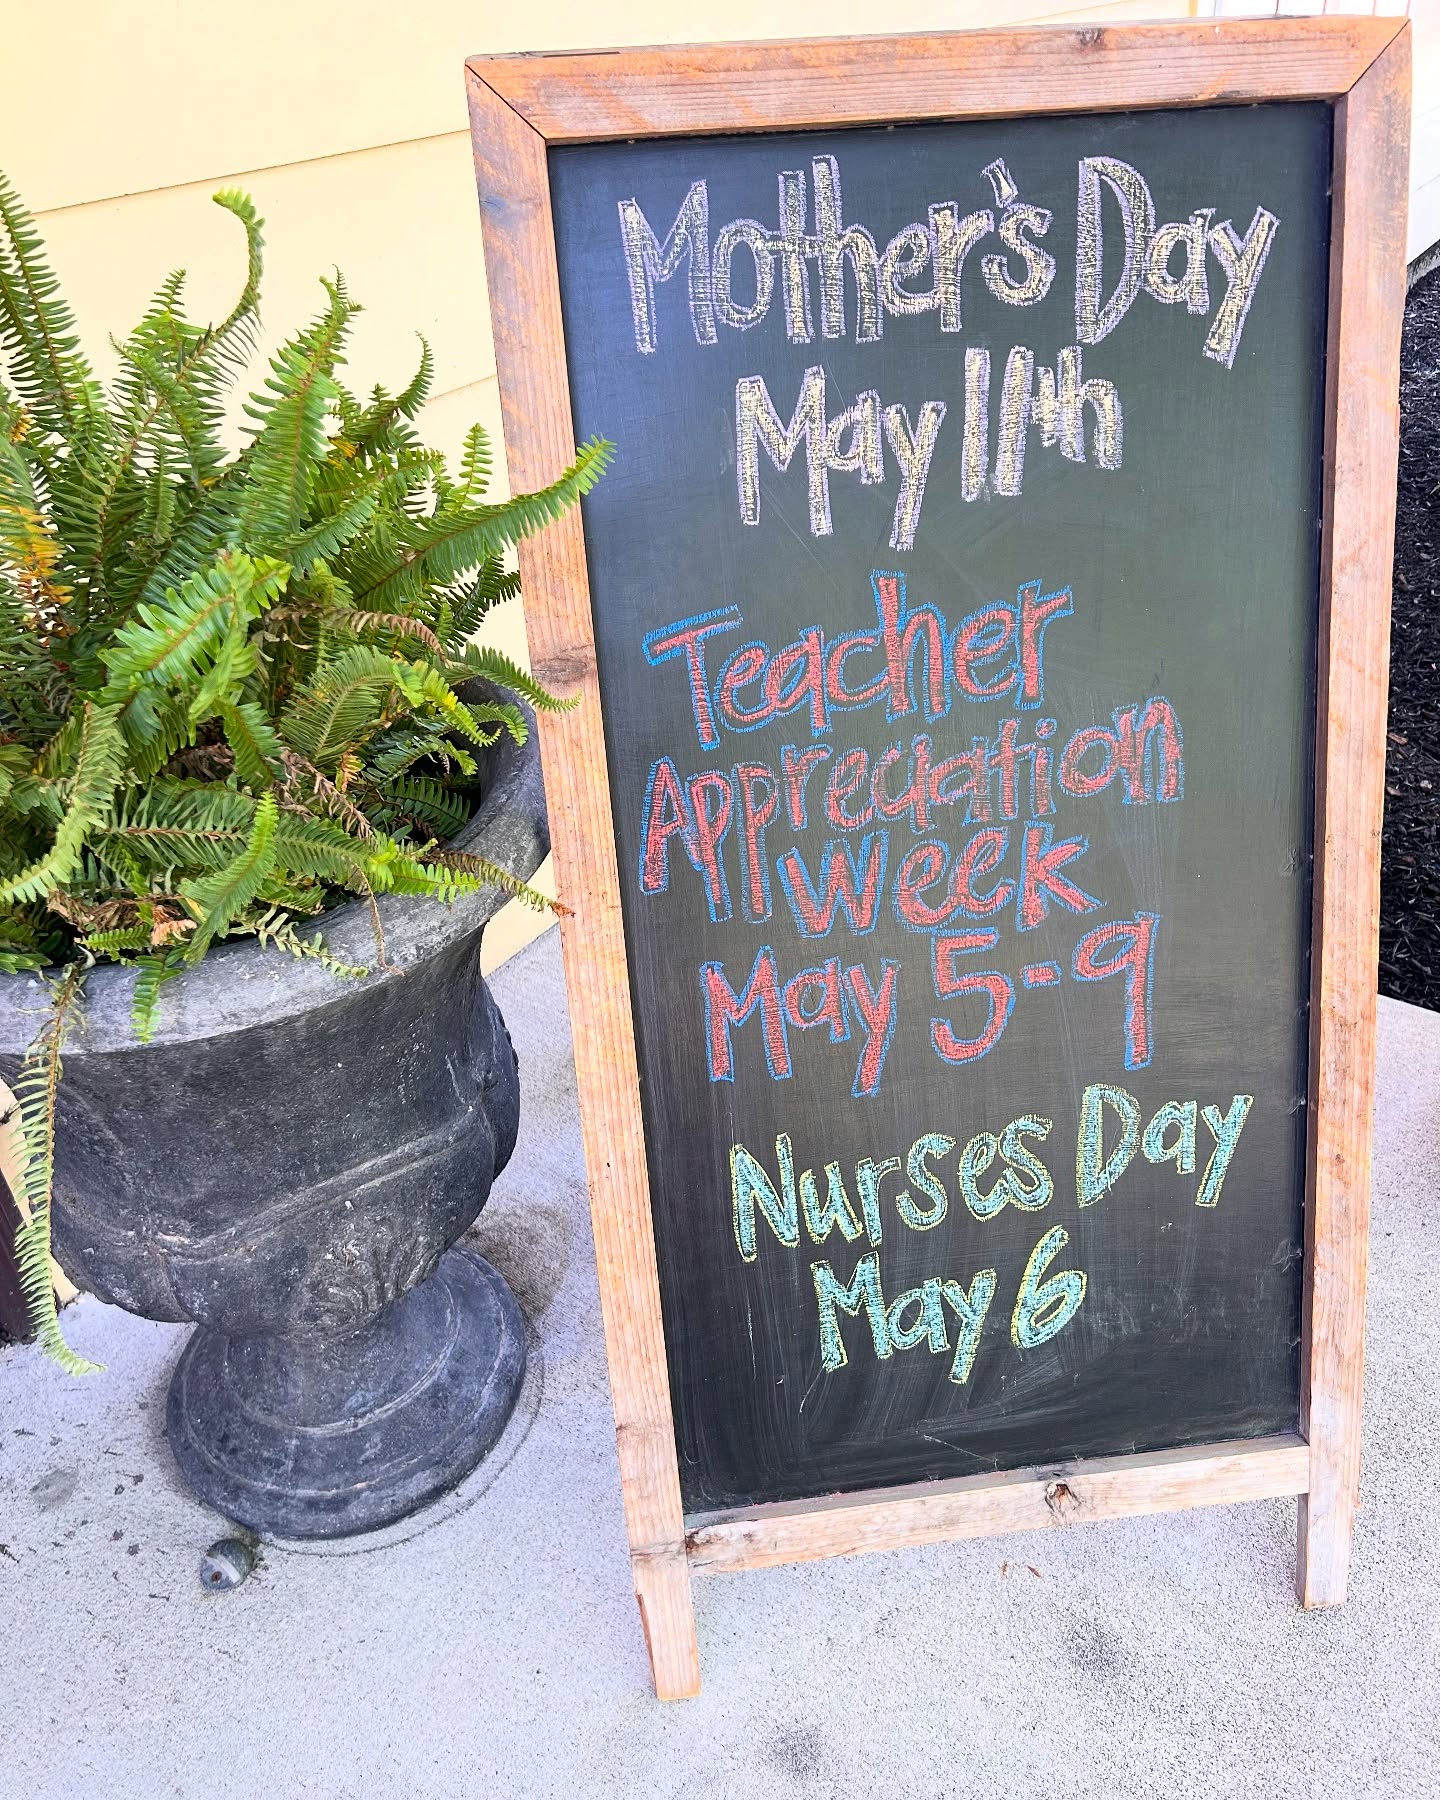 Mother's Day
May 11th
Teacher
Appreciation
Week
May 5-9
Nurses Day
May 6